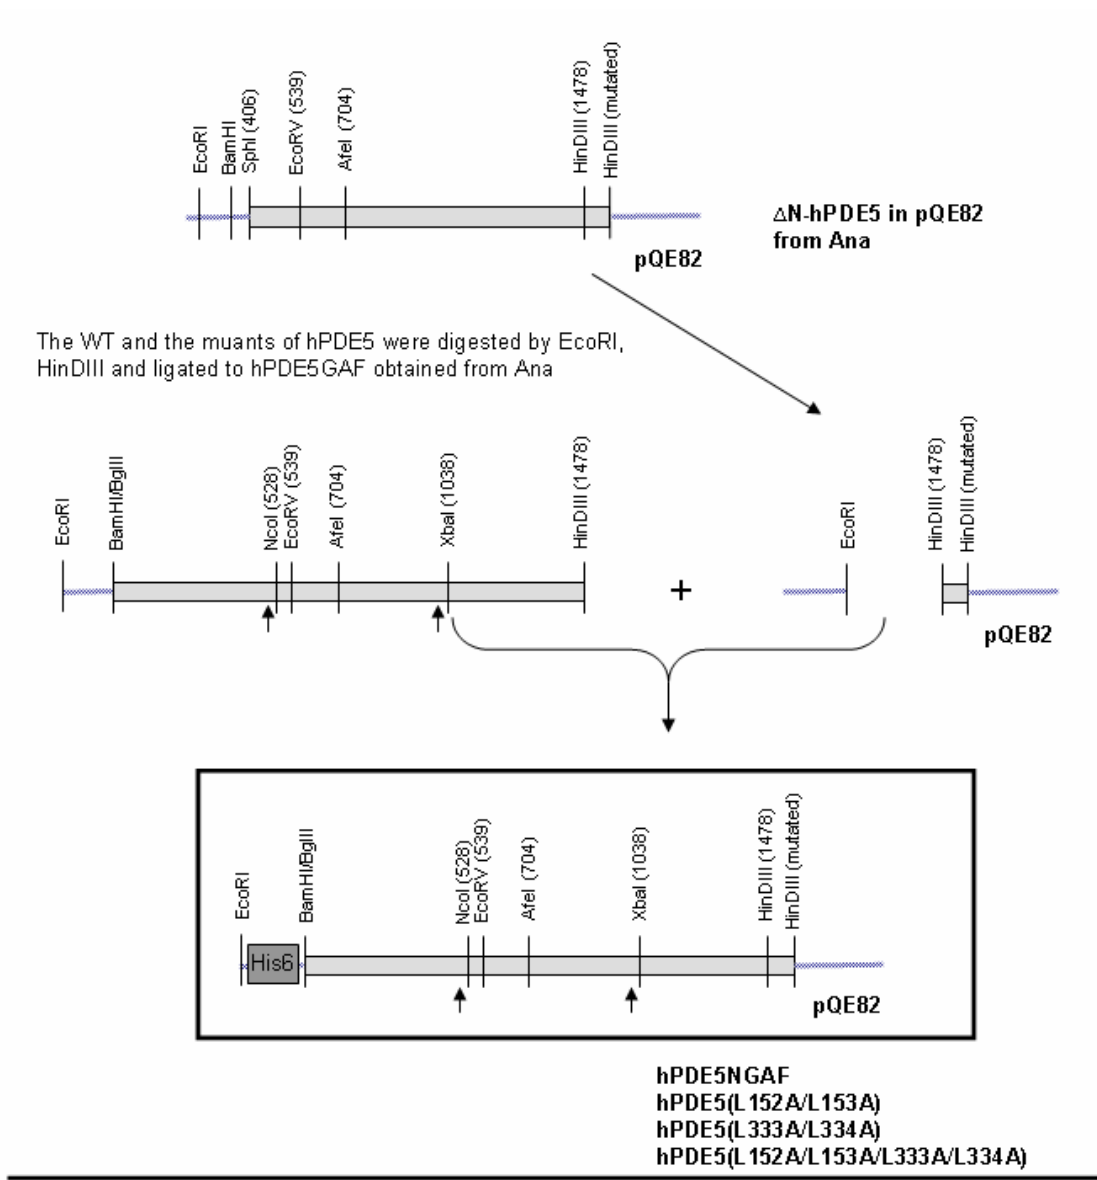 EcoRI
BamHI
SphI (406)
EcoRV (539)
AfeI (704)
HinDIII (1478)
HinDIII (mutated)
pQE82
ΔN-hPDE5 in pQE82
from Ana
The WT and the muants of hPDE5 were digested by EcoRI,
HinDIII and ligated to hPDE5GAF obtained from Ana
EcoRI
BamHI/BglII
NcoI (528)
EcoRV (539)
AfeI (704)
XbaI (1038)
HinDIII (1478)
+
EcoRI
HinDIII (1478)
HinDIII (mutated)
pQE82
EcoRI
His6
BamHI/BglII
NcoI (528)
EcoRV (539)
AfeI (704)
XbaI (1038)
HinDIII (1478)
HinDIII (mutated)
pQE82
hPDE5NGAF
hPDE5(L152A/L153A)
hPDE5(L333A/L334A)
hPDE5(L152A/L153A/L333A/L334A)